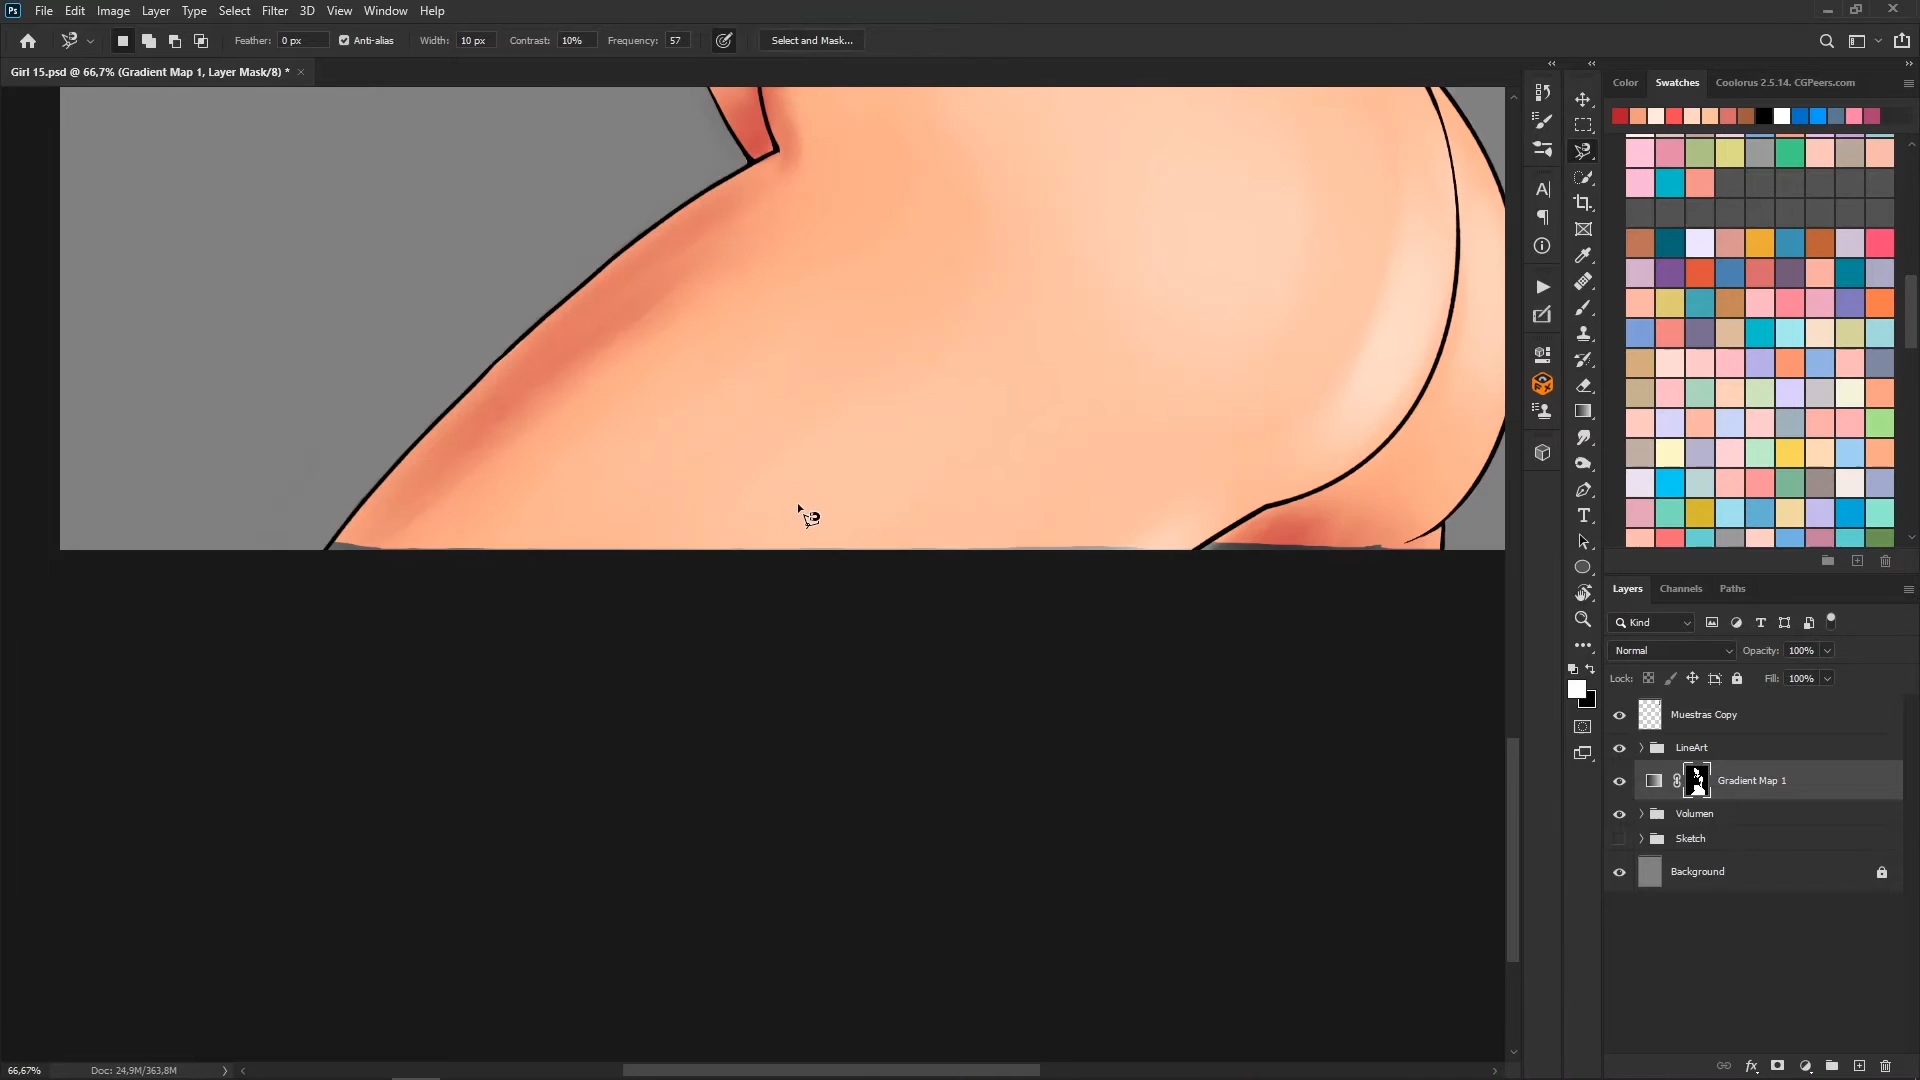 Ps File Edit Image Layer Type Select Filter 3D View Window Help
Feather: 0 px Anti-alias Width: 10 px Contrast: 10% Frequency: 57 Select and Mask...
Girl 15.psd @ 66,7% (Gradient Map 1, Layer Mask/8) *
Color Swatches Coolorus 2.5.14. CGPeers.com
Layers Channels Paths
Kind
Normal Opacity: 100%
Lock: Fill: 100%
Muestras Copy
LineArt
Gradient Map 1
Volumen
Sketch
Background
66,67% Doc: 24,9M/363,8M